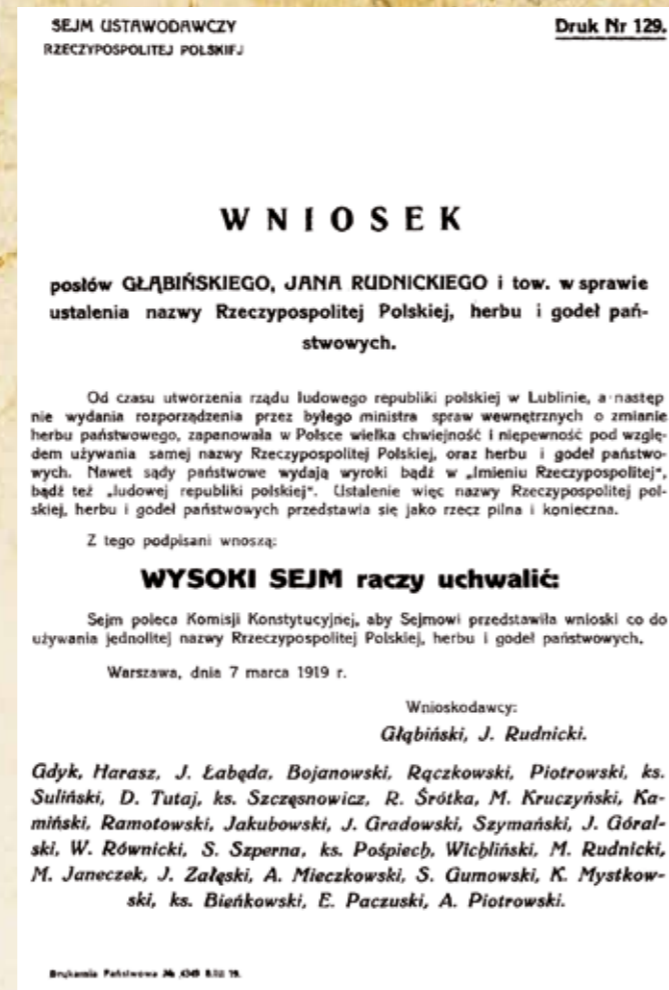 SEJM USTAWODAWCZY
RZECZYPOSPOLITEJ POLSKIEJ
Druk Nr 129.
WNIOSEK
posłów GŁĄBIŃSKIEGO, JANA RUDNICKIEGO i tow. w sprawie
ustalenia nazwy Rzeczypospolitej Polskiej, herbu i godeł pań-
stwowych.
Od czasu utworzenia rządu ludowego republiki polskiej w Lublinie, a następ
nie wydania rozporządzenia przez byłego ministra spraw wewnętrznych o zmianie
herbu państwowego, zapanowała w Polsce wielka chwiejność i niepewność pod wzglę-
dem używania samej nazwy Rzeczypospolitej Polskiej, oraz herbu i godeł państwo-
wych. Nawet sądy państwowe wydają wyroki bądź w „Imieniu Rzeczypospolitej",
bądź też „ludowej republiki polskiej". Ustalenie więc nazwy Rzeczypospolitej pol-
skiej, herbu i godeł państwowych przedstawia się jako rzecz pilna i konieczna.
Z tego podpisani wnoszą:
WYSOKI SEJM raczy uchwalić:
Sejm poleca Komisji Konstytucyjnej, aby Sejmowi przedstawiła wnioski co do
używania jednolitej nazwy Rrzeczypospolitej Polskiej, herbu i godeł państwowych.
Warszawa, dnia 7 marca 1919 r.
Wnioskodawcy:
Głąbiński, J. Rudnicki.
Gdyk, Harasz, J. Łabęda, Bojanowski, Rączkowski, Piotrowski, ks.
Suliński, D. Tutaj, ks. Szczęsnowicz, R. Śrótka, M. Kruczyński, Ka-
miński, Ramotowski, Jakubowski, J. Gradowski, Szymański, J. Góral-
ski, W. Równicki, S. Szperna, ks. Pośpiech, Wichliński, M. Rudnicki,
M. Janeczek, J. Załęski, A. Mieczkowski, S. Gumowski, K. Mystkow-
ski, ks. Bieńkowski, E. Paczuski, A. Piotrowski.
Drukarnia Państwowa №